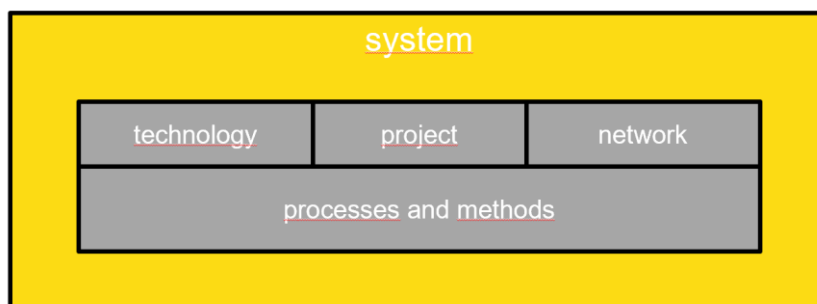 system
technology
project
network
processes and methods